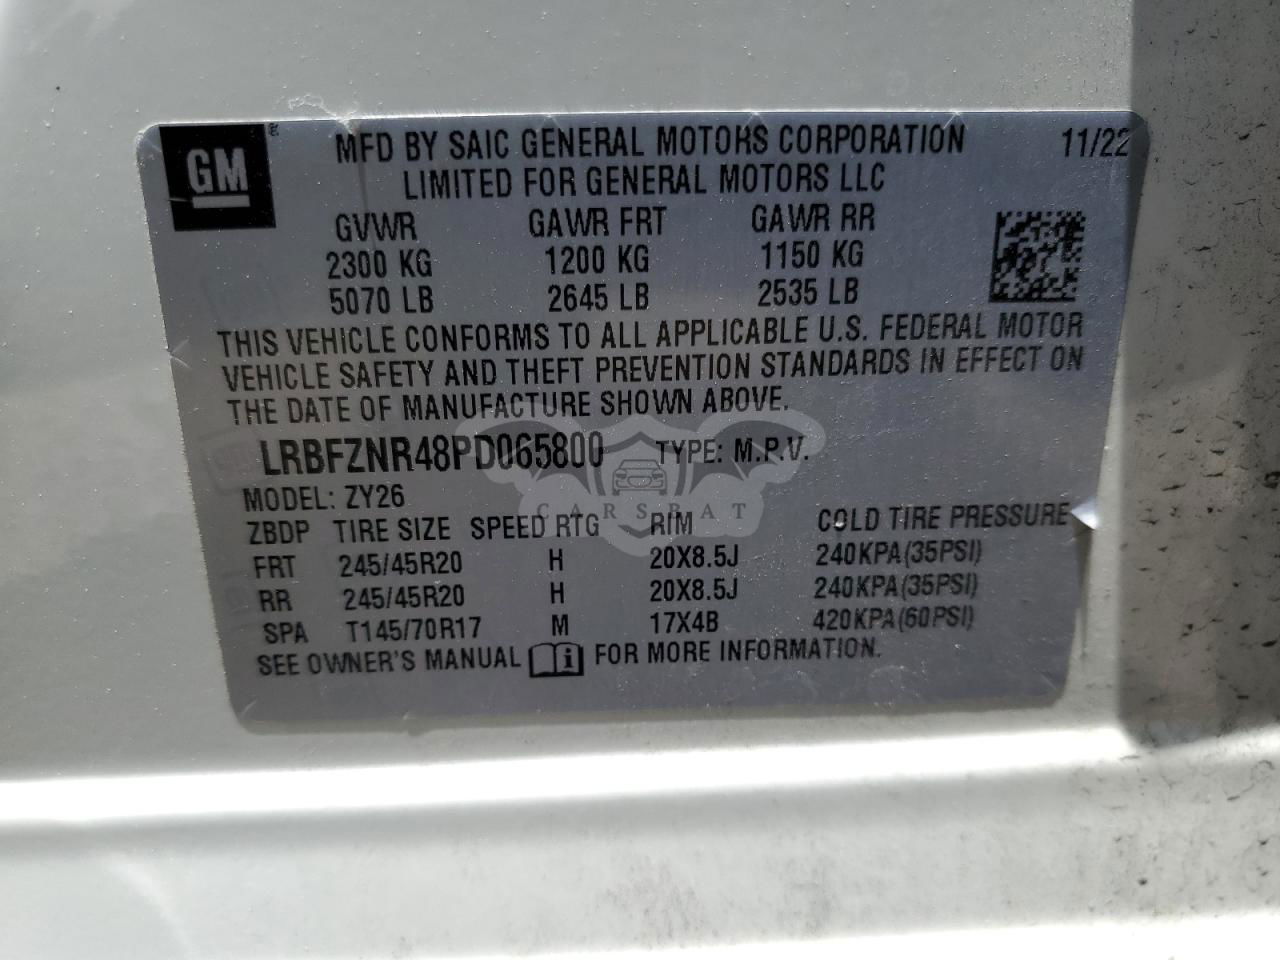 GM ® MFD BY SAIC GENERAL MOTORS CORPORATION 11/22
LIMITED FOR GENERAL MOTORS LLC
GVWR GAWR FRT GAWR RR
2300 KG 1200 KG 1150 KG
5070 LB 2645 LB 2535 LB
THIS VEHICLE CONFORMS TO ALL APPLICABLE U.S. FEDERAL MOTOR
VEHICLE SAFETY AND THEFT PREVENTION STANDARDS IN EFFECT ON
THE DATE OF MANUFACTURE SHOWN ABOVE.
LRBFZNR48PD065800 TYPE: M.P.V.
MODEL: ZY26
CARSBAT
ZBDP TIRE SIZE SPEED RTG RIM COLD TIRE PRESSURE
FRT 245/45R20 H 20X8.5J 240KPA(35PSI)
RR 245/45R20 H 20X8.5J 240KPA(35PSI)
SPA T145/70R17 M 17X4B 420KPA(60PSI)
SEE OWNER'S MANUAL i FOR MORE INFORMATION.